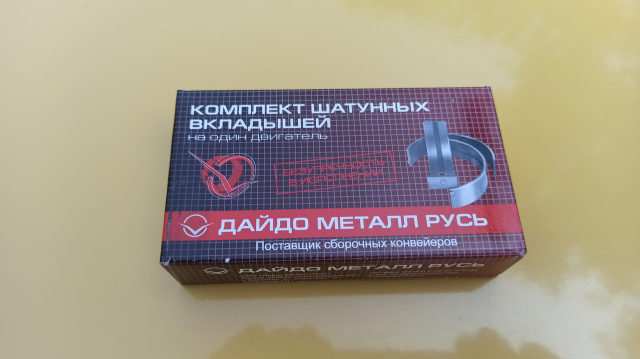 КОМПЛЕКТ ШАТУННЫХ
ВКЛАДЫШЕЙ
на один двигатель
ДАЙДО МЕТАЛЛ РУСЬ
Поставщик сборочных конвейеров
ДАЙДО МЕТАЛЛ РУСЬ